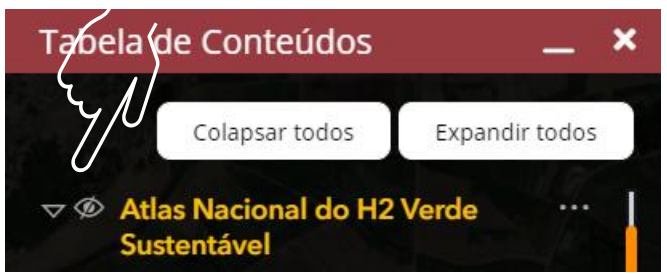 Tabela de Conteúdos
Colapsar todos Expandir todos
Atlas Nacional do H2 Verde
Sustentável